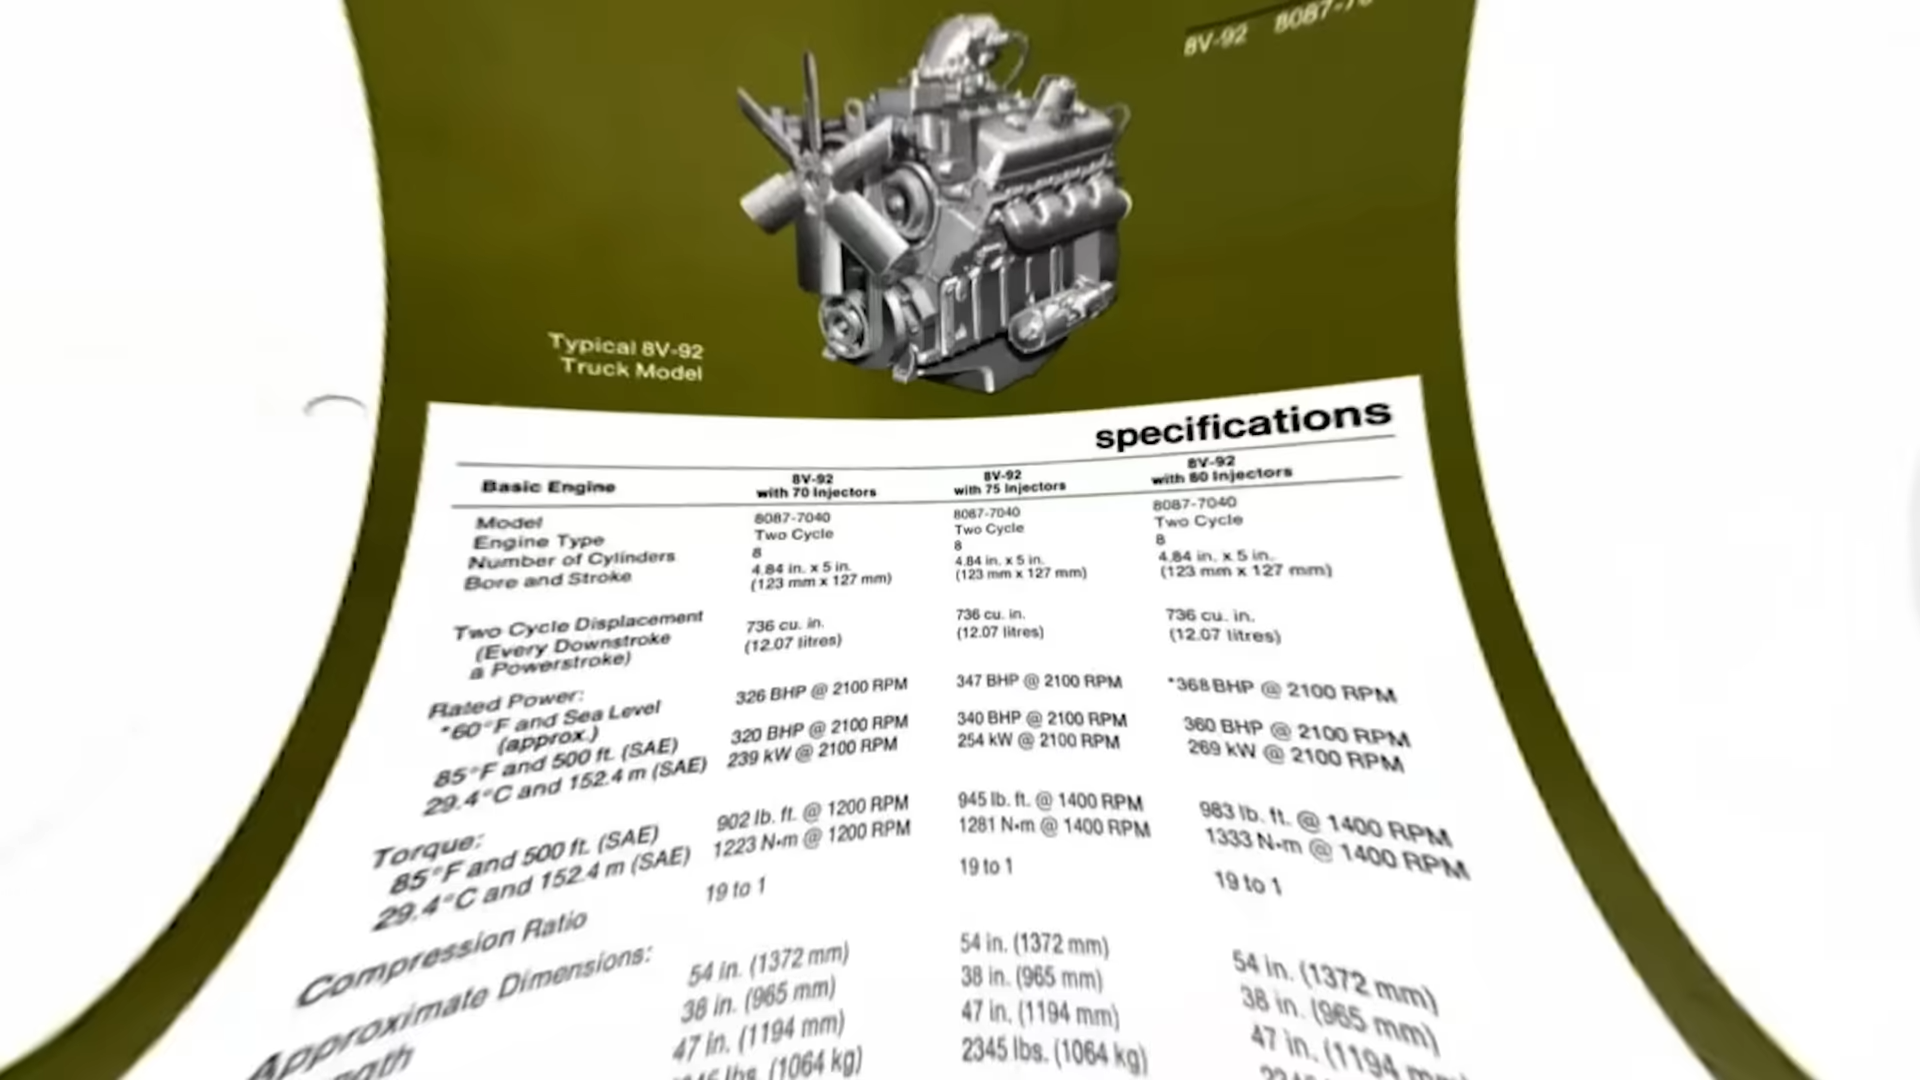 8V-92 8087-7
Typical 8V-92
Truck Model
specifications
Basic Engine
8V-92
with 70 Injectors
8V-92
with 75 Injectors
8V-92
with 80 Injectors
Model 8087-7040 8087-7040 8087-7040
Engine Type Two Cycle Two Cycle Two Cycle
Number of Cylinders 8 8 8
Bore and Stroke 4.84 in. x 5 in. 4.84 in. x 5 in. 4.84 in. x 5 in.
(123 mm x 127 mm) (123 mm x 127 mm) (123 mm x 127 mm)
Two Cycle Displacement 736 cu. in. 736 cu. in. 736 cu. in.
(Every Downstroke (12.07 litres) (12.07 litres) (12.07 litres)
a Powerstroke)
Rated Power:
*60°F and Sea Level 326 BHP @ 2100 RPM 347 BHP @ 2100 RPM *368 BHP @ 2100 RPM
(approx.)
85°F and 500 ft. (SAE) 320 BHP @ 2100 RPM 340 BHP @ 2100 RPM 360 BHP @ 2100 RPM
29.4°C and 152.4 m (SAE) 239 kW @ 2100 RPM 254 kW @ 2100 RPM 269 kW @ 2100 RPM
Torque:
85°F and 500 ft. (SAE) 902 lb. ft. @ 1200 RPM 945 lb. ft. @ 1400 RPM 983 lb. ft. @ 1400 RPM
29.4°C and 152.4 m (SAE) 1223 N•m @ 1200 RPM 1281 N•m @ 1400 RPM 1333 N•m @ 1400 RPM
Compression Ratio 19 to 1 19 to 1 19 to 1
Approximate Dimensions:
54 in. (1372 mm) 54 in. (1372 mm) 54 in. (1372 mm)
38 in. (965 mm) 38 in. (965 mm) 38 in. (965 mm)
47 in. (1194 mm) 47 in. (1194 mm) 47 in. (1194 mm
lbs. (1064 kg) 2345 lbs. (1064 kg)